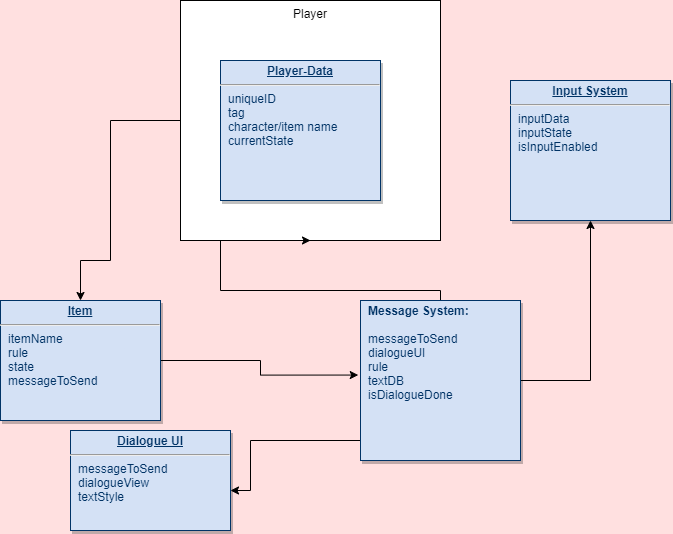 Player
Player-Data
uniqueID
tag
character/item name
currentState
Input System
inputData
inputState
isInputEnabled
Item
itemName
rule
state
messageToSend
Message System:
messageToSend
dialogueUI
rule
textDB
isDialogueDone
Dialogue UI
messageToSend
dialogueView
textStyle